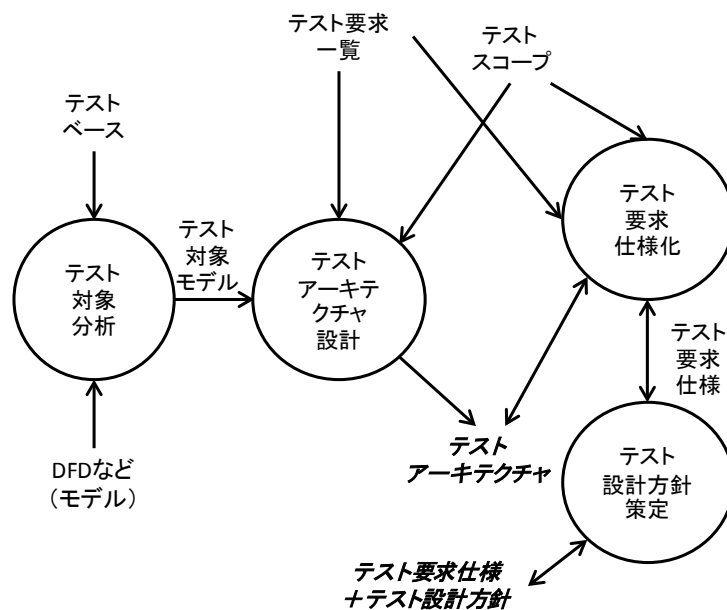 テスト要求
一覧
テスト
スコープ
テスト
ベース
テスト
要求
仕様化
テスト
対象
モデル
テスト
対象
分析
テスト
アーキテ
クチャ
設計
テスト
要求
仕様
テスト
アーキテクチャ
DFDなど
(モデル)
テスト
設計方針
策定
テスト要求仕様
＋テスト設計方針